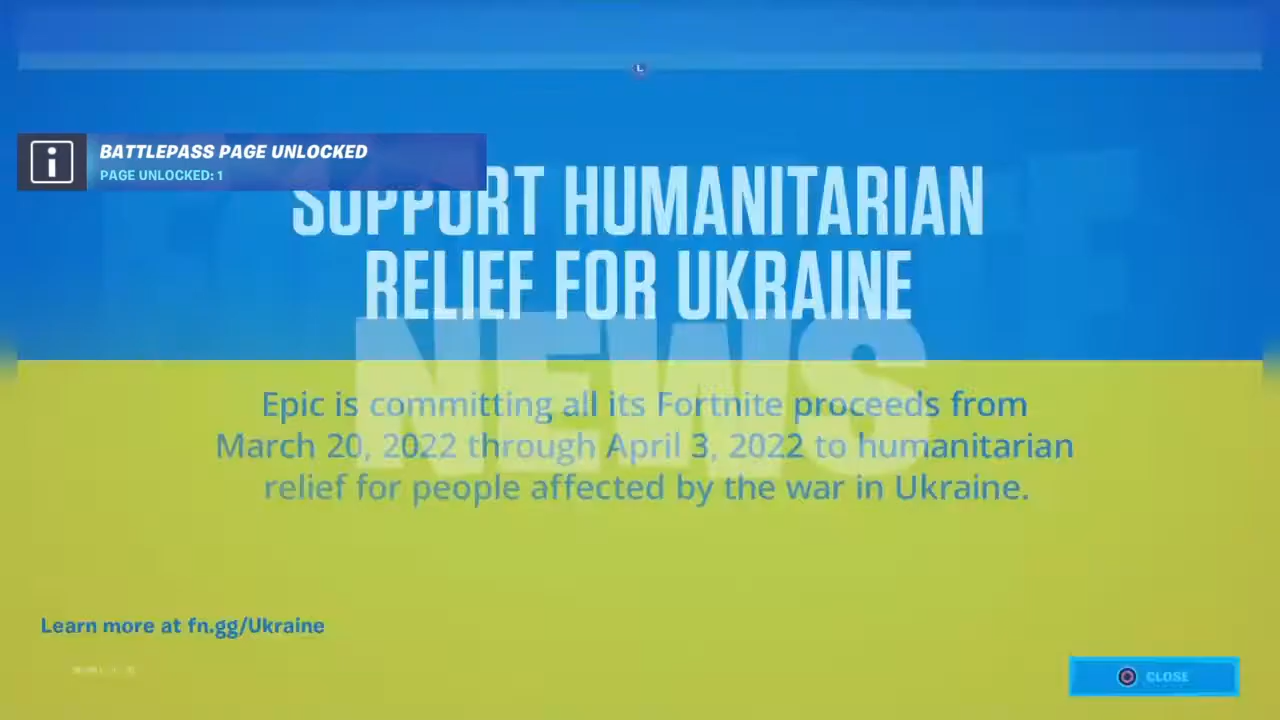 BATTLEPASS PAGE UNLOCKED
PAGE UNLOCKED: 1
SUPPORT HUMANITARIAN
RELIEF FOR UKRAINE
NEWS
Epic is committing all its Fortnite proceeds from
March 20, 2022 through April 3, 2022 to humanitarian
relief for people affected by the war in Ukraine.
Learn more at fn.gg/Ukraine
CLOSE